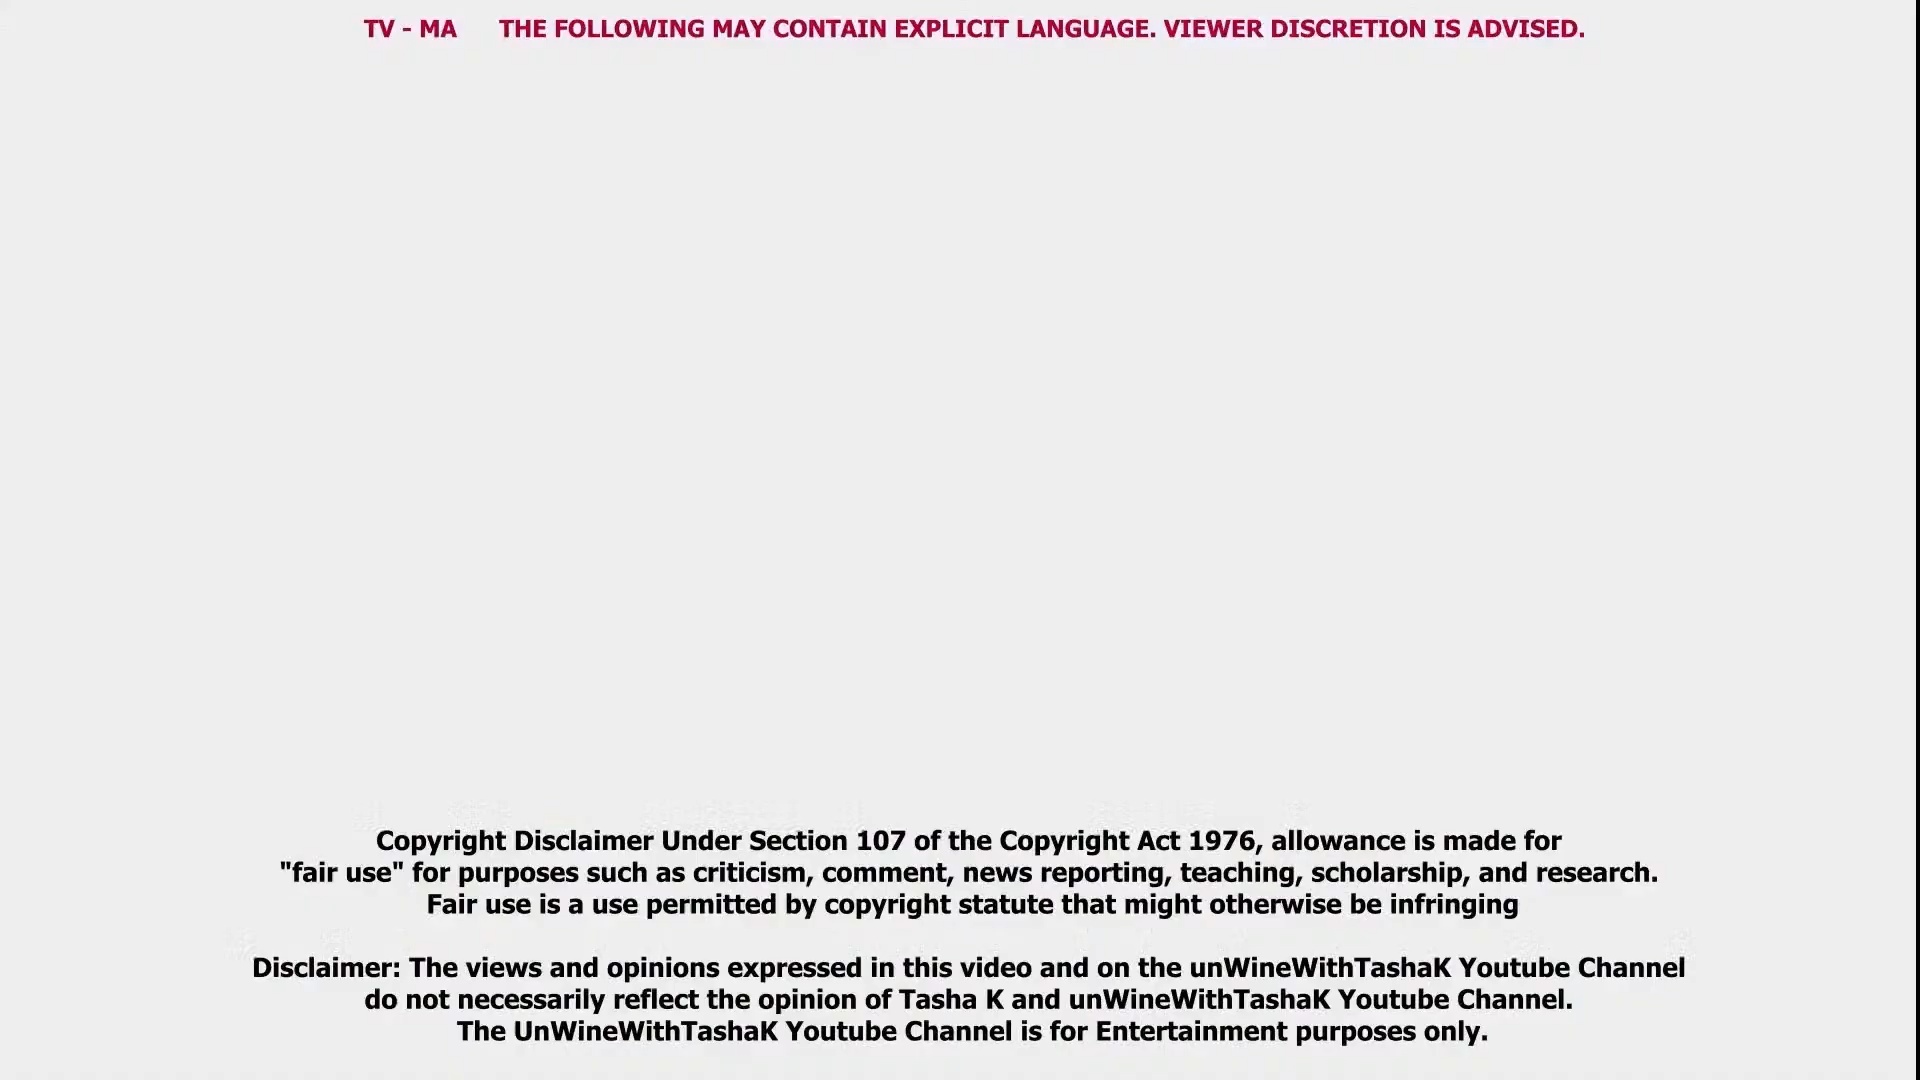 TV - MA THE FOLLOWING MAY CONTAIN EXPLICIT LANGUAGE. VIEWER DISCRETION IS ADVISED.
Copyright Disclaimer Under Section 107 of the Copyright Act 1976, allowance is made for
"fair use" for purposes such as criticism, comment, news reporting, teaching, scholarship, and research.
Fair use is a use permitted by copyright statute that might otherwise be infringing
Disclaimer: The views and opinions expressed in this video and on the unWineWithTashaK Youtube Channel
do not necessarily reflect the opinion of Tasha K and unWineWithTashaK Youtube Channel.
The UnWineWithTashaK Youtube Channel is for Entertainment purposes only.